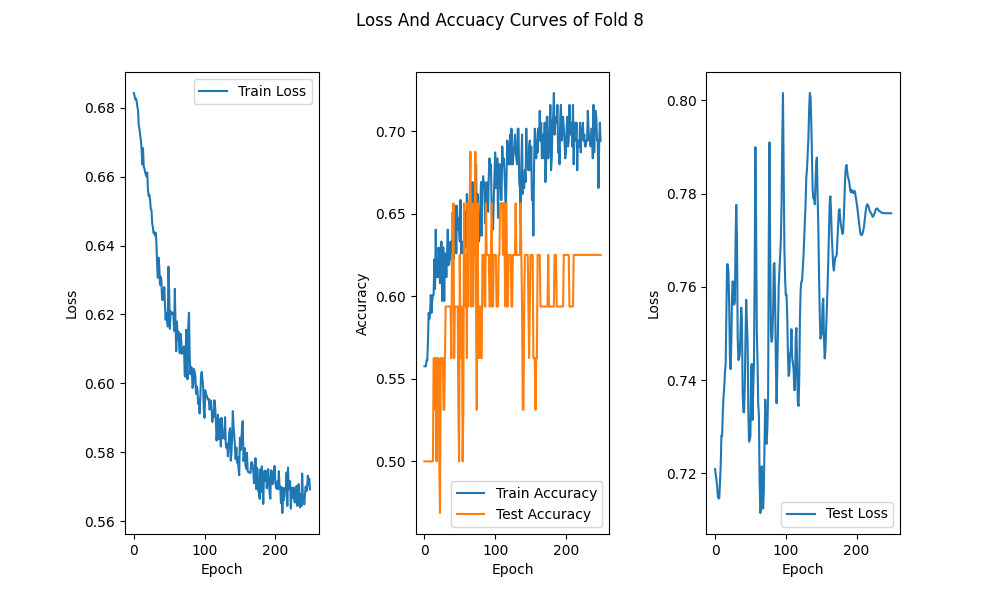 Loss And Accuacy Curves of Fold 8
Train Loss
Loss
0.68
0.66
0.64
0.62
0.60
0.58
0.56
0
100
200
Epoch
Accuracy
0.70
0.65
0.60
0.55
0.50
Train Accuracy
Test Accuracy
0
100
200
Epoch
Loss
0.80
0.78
0.76
0.74
0.72
Test Loss
0
100
200
Epoch